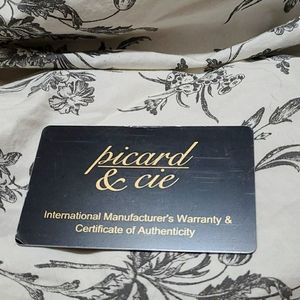 picard
& cie
International Manufacturer's Warranty &
Certificate of Authenticity